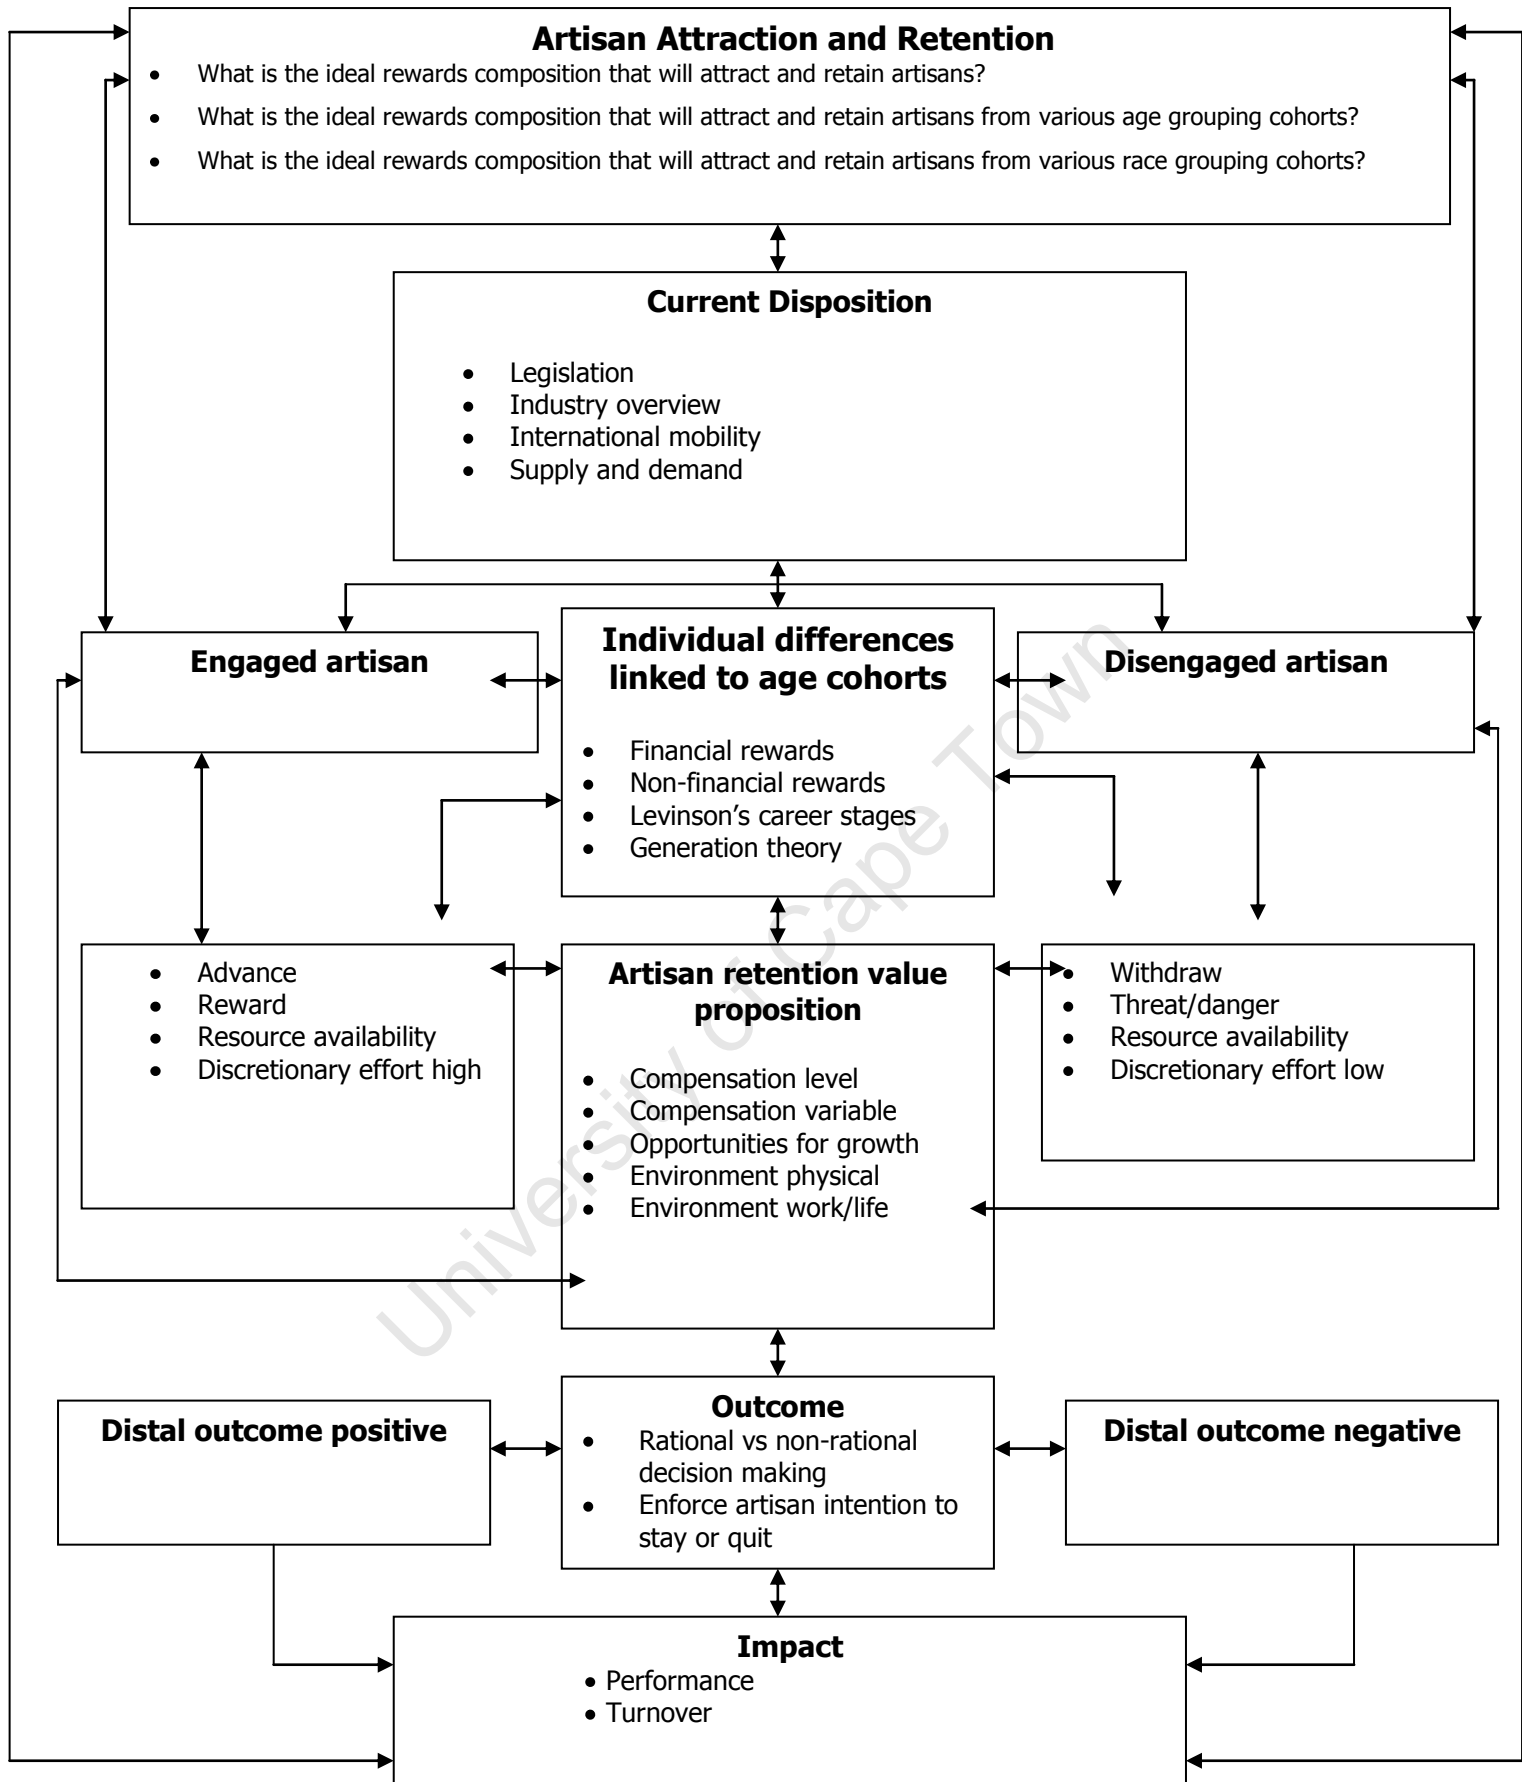 Artisan Attraction and Retention
• What is the ideal rewards composition that will attract and retain artisans?
• What is the ideal rewards composition that will attract and retain artisans from various age grouping cohorts?
• What is the ideal rewards composition that will attract and retain artisans from various race grouping cohorts?
Current Disposition
• Legislation
• Industry overview
• International mobility
• Supply and demand
Engaged artisan
Individual differences
linked to age cohorts
• Financial rewards
• Non-financial rewards
• Levinson’s career stages
• Generation theory
Disengaged artisan
• Advance
• Reward
• Resource availability
• Discretionary effort high
Artisan retention value
proposition
• Compensation level
• Compensation variable
• Opportunities for growth
• Environment physical
• Environment work/life
• Withdraw
• Threat/danger
• Resource availability
• Discretionary effort low
Distal outcome positive
Outcome
• Rational vs non-rational
decision making
• Enforce artisan intention to
stay or quit
Distal outcome negative
Impact
• Performance
• Turnover
University of Cape Town